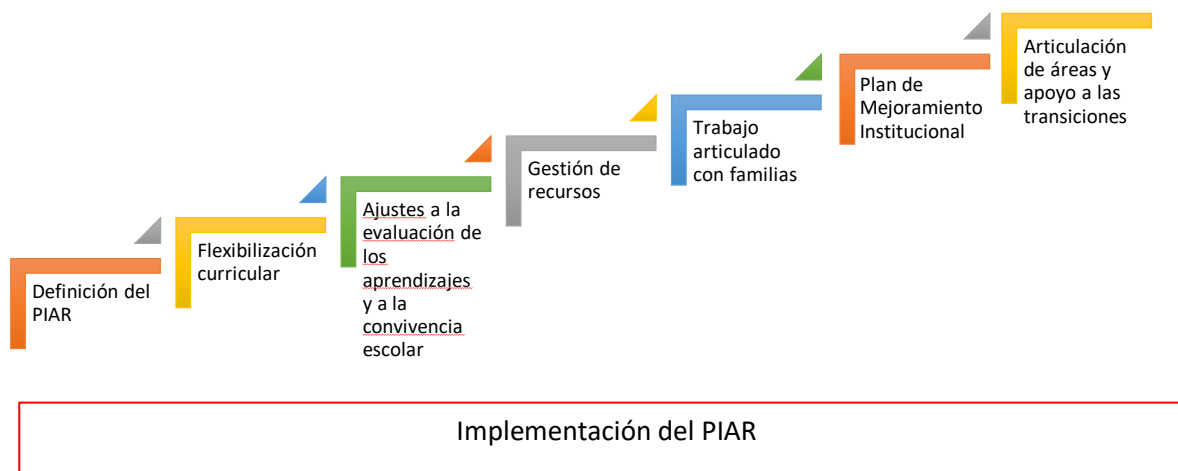 Definición del
PIAR
Flexibilización
curricular
Ajustes a la
evaluación de
los
aprendizajes
y a la
convivencia
escolar
Gestión de
recursos
Trabajo
articulado
con familias
Plan de
Mejoramiento
Institucional
Articulación
de áreas y
apoyo a las
transiciones
Implementación del PIAR